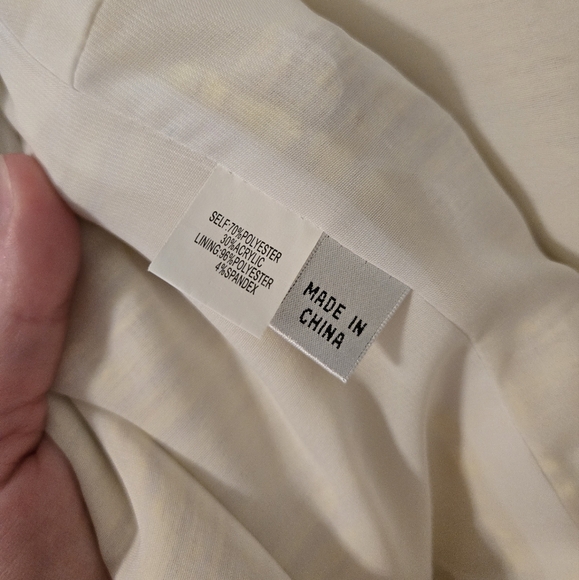 SELF:70%POLYESTER
30%ACRYLIC
LINING:96%POLYESTER
4%SPANDEX
MADE IN
CHINA